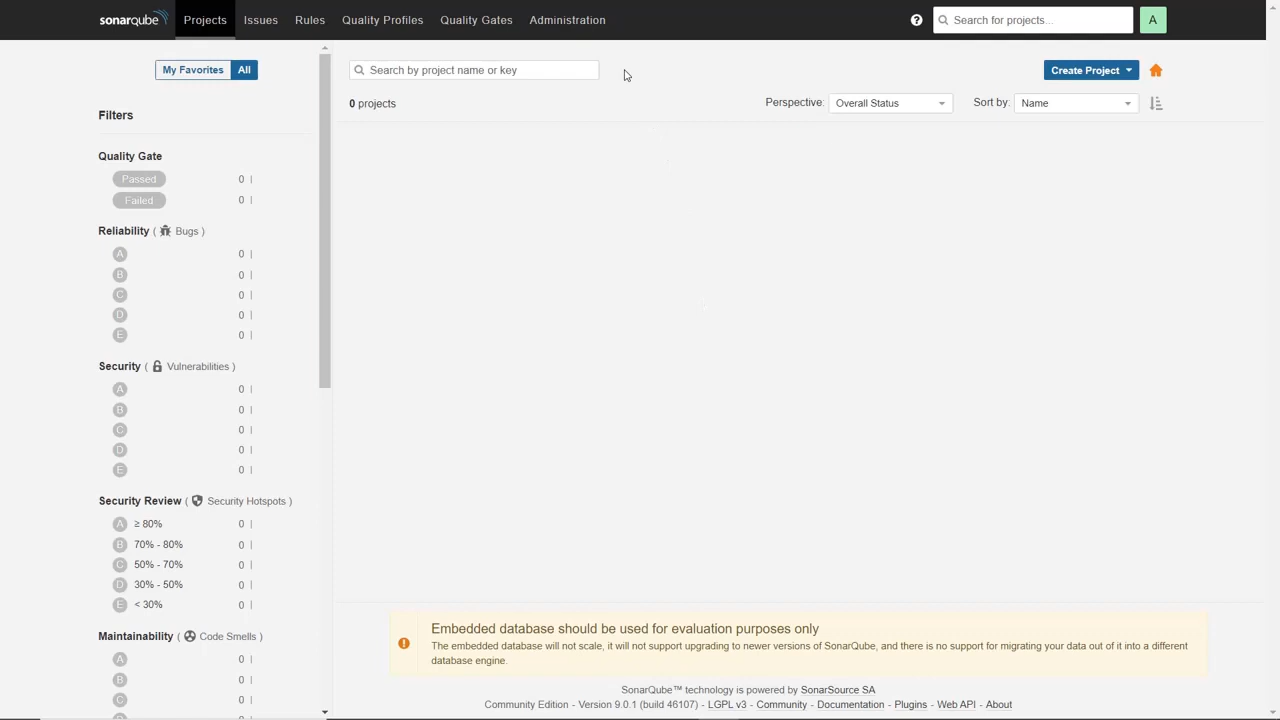 sonarqube Projects Issues Rules Quality Profiles Quality Gates Administration Search for projects... A
My Favorites All Search by project name or key Create Project
0 projects Perspective: Overall Status Sort by: Name
Filters
Quality Gate
Passed 0
Failed 0
Reliability ( Bugs )
A 0
B 0
C 0
D 0
E 0
Security ( Vulnerabilities )
A 0
B 0
C 0
D 0
E 0
Security Review ( Security Hotspots )
A ≥ 80% 0
B 70% - 80% 0
C 50% - 70% 0
D 30% - 50% 0
E < 30% 0
Maintainability ( Code Smells )
A 0
B 0
C 0
Embedded database should be used for evaluation purposes only
The embedded database will not scale, it will not support upgrading to newer versions of SonarQube, and there is no support for migrating your data out of it into a different
database engine.
SonarQube™ technology is powered by SonarSource SA
Community Edition - Version 9.0.1 (build 46107) - LGPL v3 - Community - Documentation - Plugins - Web API - About